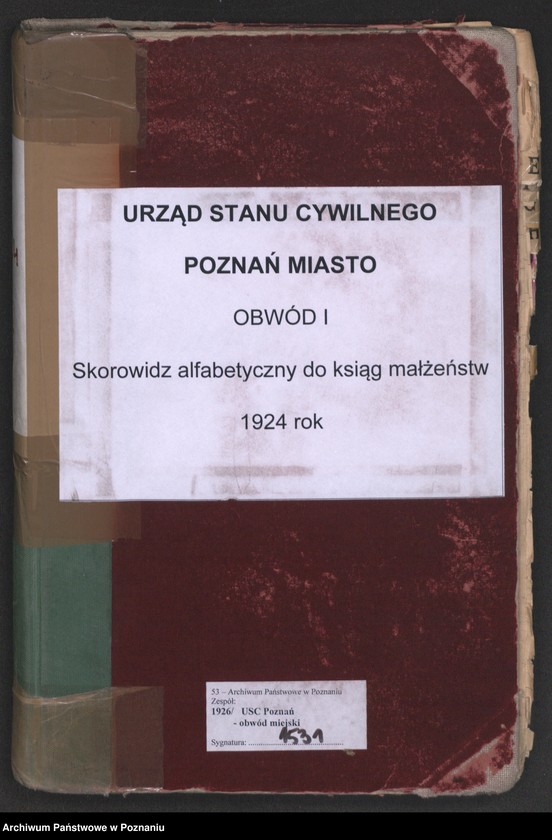 URZĄD STANU CYWILNEGO
POZNAŃ MIASTO
OBWÓD I
Skorowidz alfabetyczny do ksiąg małżeństw
1924 rok
53 – Archiwum Państwowe w Poznaniu
Zespół:
1926/ USC Poznań
- obwód miejski
Sygnatura: 1531
Archiwum Państwowe w Poznaniu